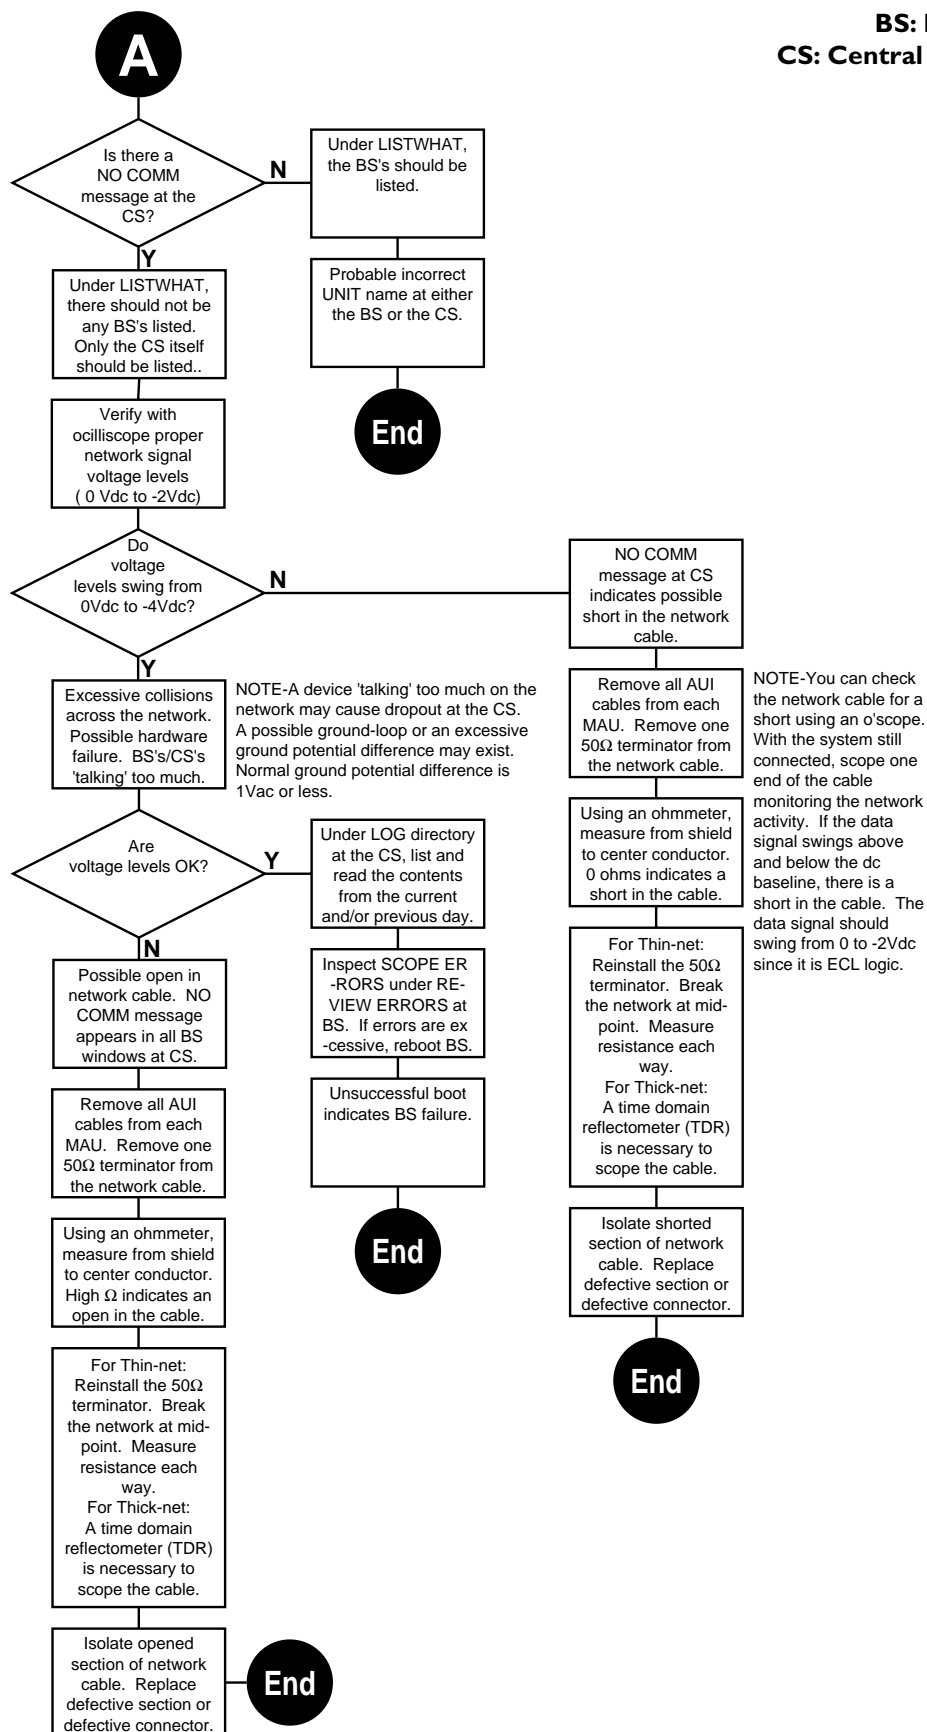 BS:
CS: Central
A
Is there a
NO COMM
message at the
CS?
N
Y
Under LISTWHAT,
the BS's should be
listed.
Probable incorrect
UNIT name at either
the BS or the CS.
End
Under LISTWHAT,
there should not be
any BS's listed.
Only the CS itself
should be listed..
Verify with
ocilliscope proper
network signal
voltage levels
( 0 Vdc to -2Vdc)
Do
voltage
levels swing from
0Vdc to -4Vdc?
N
Y
NO COMM
message at CS
indicates possible
short in the network
cable.
Remove all AUI
cables from each
MAU. Remove one
50Ω terminator from
the network cable.
NOTE-You can check
the network cable for a
short using an o'scope.
With the system still
connected, scope one
end of the cable
monitoring the network
activity. If the data
signal swings above
and below the dc
baseline, there is a
short in the cable. The
data signal should
swing from 0 to -2Vdc
since it is ECL logic.
Using an ohmmeter,
measure from shield
to center conductor.
0 ohms indicates a
short in the cable.
For Thin-net:
Reinstall the 50Ω
terminator. Break
the network at mid-
point. Measure
resistance each
way.
For Thick-net:
A time domain
reflectometer (TDR)
is necessary to
scope the cable.
Isolate shorted
section of network
cable. Replace
defective section or
defective connector.
End
Excessive collisions
across the network.
Possible hardware
failure. BS's/CS's
'talking' too much.
NOTE-A device 'talking' too much on the
network may cause dropout at the CS.
A possible ground-loop or an excessive
ground potential difference may exist.
Normal ground potential difference is
1Vac or less.
Are
voltage levels OK?
Y
N
Under LOG directory
at the CS, list and
read the contents
from the current
and/or previous day.
Inspect SCOPE ER
-RORS under RE-
VIEW ERRORS at
BS. If errors are ex
-cessive, reboot BS.
Unsuccessful boot
indicates BS failure.
End
Possible open in
network cable. NO
COMM message
appears in all BS
windows at CS.
Remove all AUI
cables from each
MAU. Remove one
50Ω terminator from
the network cable.
Using an ohmmeter,
measure from shield
to center conductor.
High Ω indicates an
open in the cable.
For Thin-net:
Reinstall the 50Ω
terminator. Break
the network at mid-
point. Measure
resistance each
way.
For Thick-net:
A time domain
reflectometer (TDR)
is necessary to
scope the cable.
Isolate opened
section of network
cable. Replace
defective section or
defective connector.
End